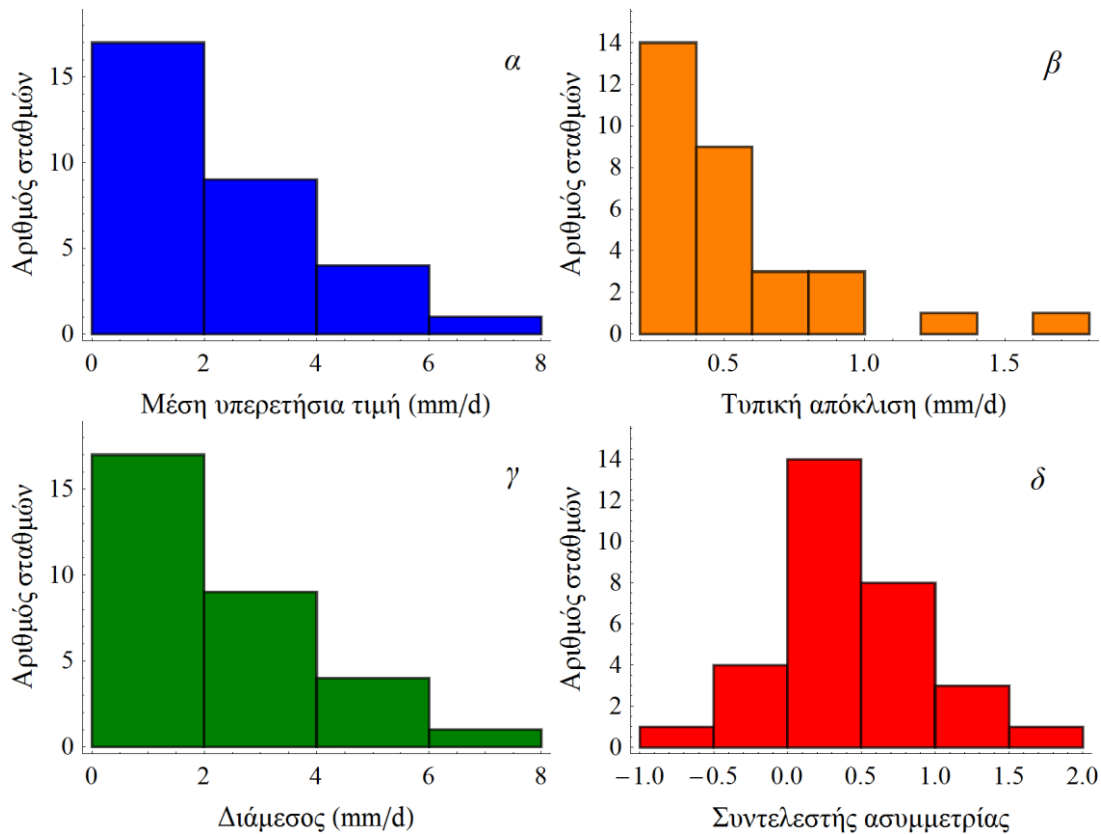 α
Αριθμός σταθμών
15
10
5
0
0 2 4 6 8
Μέση υπερετήσια τιμή (mm/d)
β
Αριθμός σταθμών
14
12
10
8
6
4
2
0
0.5 1.0 1.5
Τυπική απόκλιση (mm/d)
γ
Αριθμός σταθμών
15
10
5
0
0 2 4 6 8
Διάμεσος (mm/d)
δ
Αριθμός σταθμών
14
12
10
8
6
4
2
0
−1.0 −0.5 0.0 0.5 1.0 1.5 2.0
Συντελεστής ασυμμετρίας